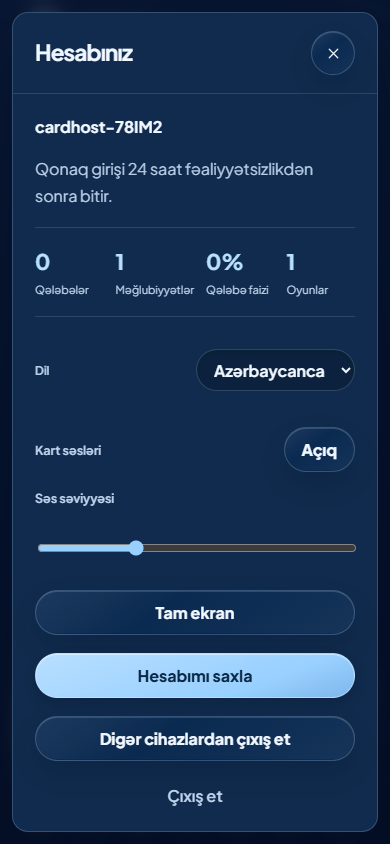 Hesabınız
cardhost-78IM2
Qonaq girişi 24 saat fəaliyyətsizlikdən
sonra bitir.
0 1 0% 1
Qələbələr Məğlubiyyətlər Qələbə faizi Oyunlar
Dil Azərbaycanca
Kart səsləri Açıq
Səs səviyyəsi
Tam ekran
Hesabımı saxla
Digər cihazlardan çıxış et
Çıxış et